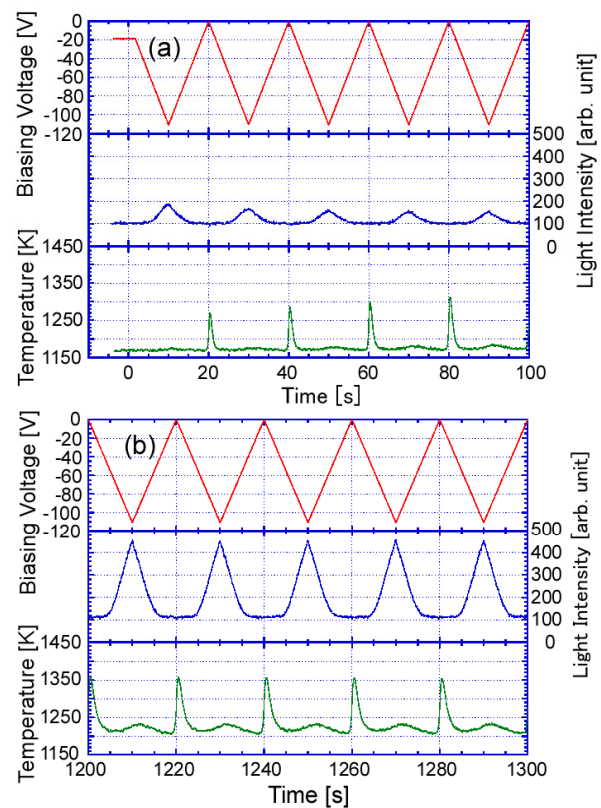 (a)
Biasing Voltage [V]
0
-20
-40
-60
-80
-100
-120
Light Intensity [arb. unit]
500
400
300
200
100
0
Temperature [K]
1450
1350
1250
1150
0 20 40 60 80 100
Time [s]
(b)
Biasing Voltage [V]
0
-20
-40
-60
-80
-100
-120
Light Intensity [arb. unit]
500
400
300
200
100
0
Temperature [K]
1450
1350
1250
1150
1200 1220 1240 1260 1280 1300
Time [s]